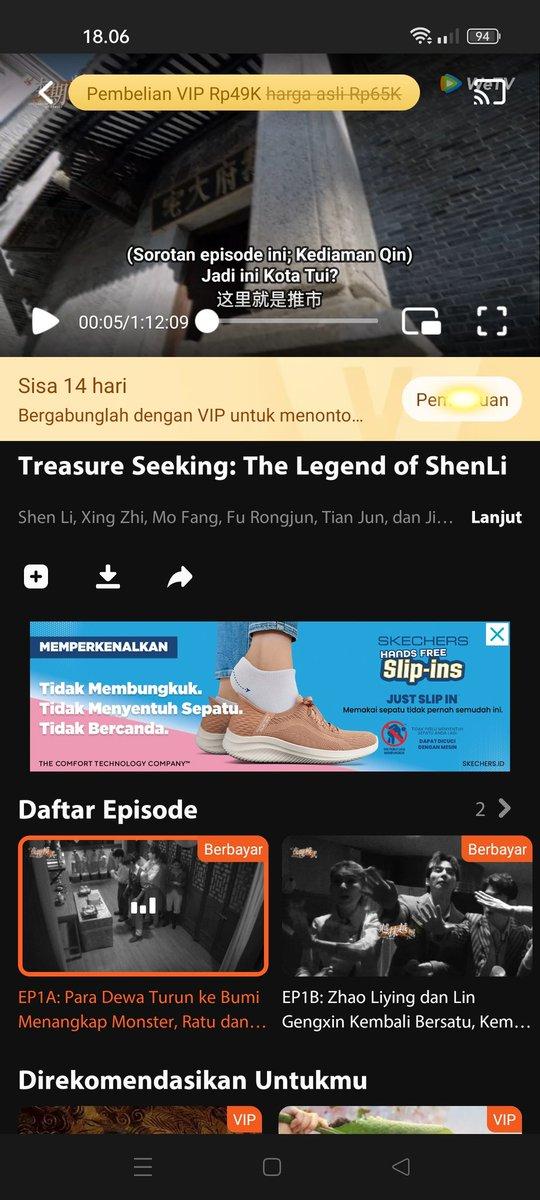 18.06
94
Pembelian VIP Rp49K harga asli Rp65K
WeTV
(Sorotan episode ini; Kediaman Qin)
Jadi ini Kota Tui?
这里就是推市
00:05/1:12:09
Sisa 14 hari
Bergabunglah dengan VIP untuk menonto...
Treasure Seeking: The Legend of ShenLi
Shen Li, Xing Zhi, Mo Fang, Fu Rongjun, Tian Jun, dan Ji...
Lanjut
MEMPERKENALKAN
Tidak Membungkuk.
Tidak Menyentuh Sepatu.
Tidak Bercanda.
THE COMFORT TECHNOLOGY COMPANY™
SKECHERS
HANDS FREE
Slip-ins
JUST SLIP IN
Memakai sepatu tidak pernah semudah ini.
DAPAT DICUCI
DENGAN MESIN
SKECHERS.ID
Daftar Episode
2
Berbayar
Berbayar
EP1A: Para Dewa Turun ke Bumi
Menangkap Monster, Ratu dan...
EP1B: Zhao Liying dan Lin
Gengxin Kembali Bersatu, Kem...
Direkomendasikan Untukmu
VIP
VIP